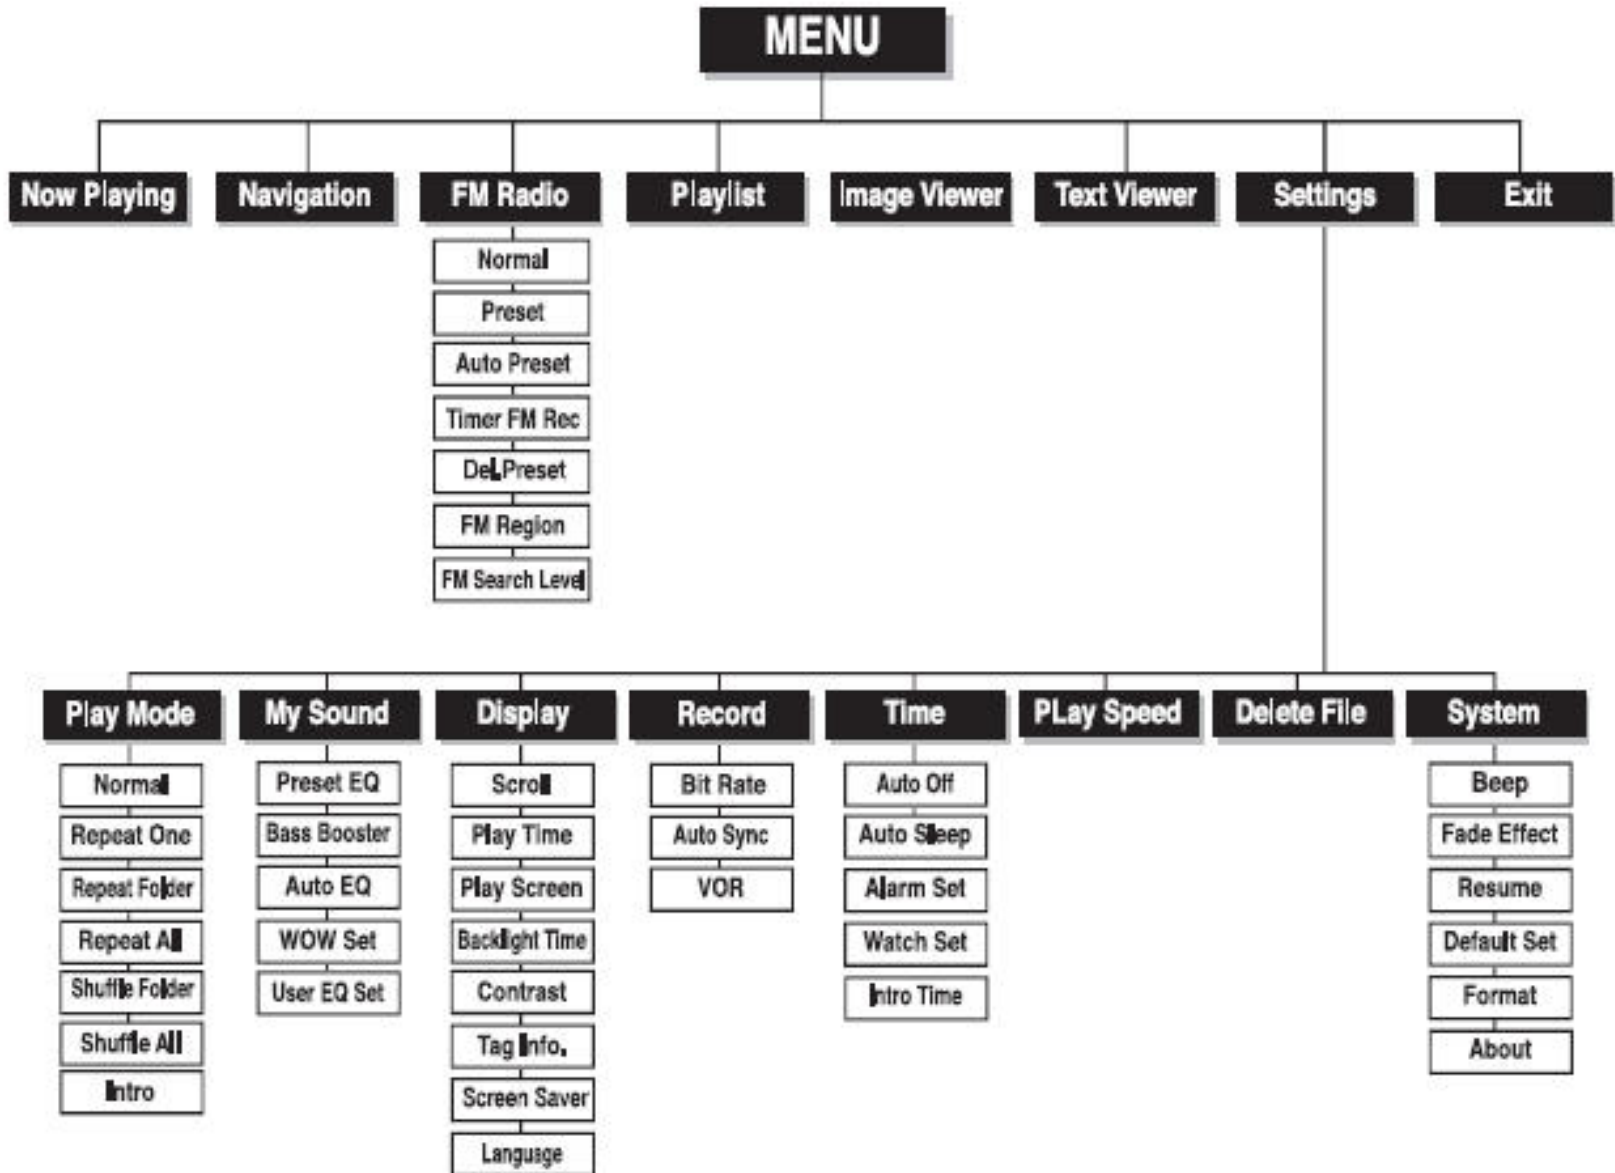 MENU
Now Playing
Navigation
FM Radio
Playlist
Image Viewer
Text Viewer
Settings
Exit
Normal
Preset
Auto Preset
Timer FM Rec
Del.Preset
FM Region
FM Search Level
Play Mode
My Sound
Display
Record
Time
PLay Speed
Delete File
System
Normal
Repeat One
Repeat Folder
Repeat All
Shuffle Folder
Shuffle All
Intro
Preset EQ
Bass Booster
Auto EQ
WOW Set
User EQ Set
Scroll
Play Time
Play Screen
Backlight Time
Contrast
Tag Info.
Screen Saver
Language
Bit Rate
Auto Sync
VOR
Auto Off
Auto Sleep
Alarm Set
Watch Set
Intro Time
Beep
Fade Effect
Resume
Default Set
Format
About